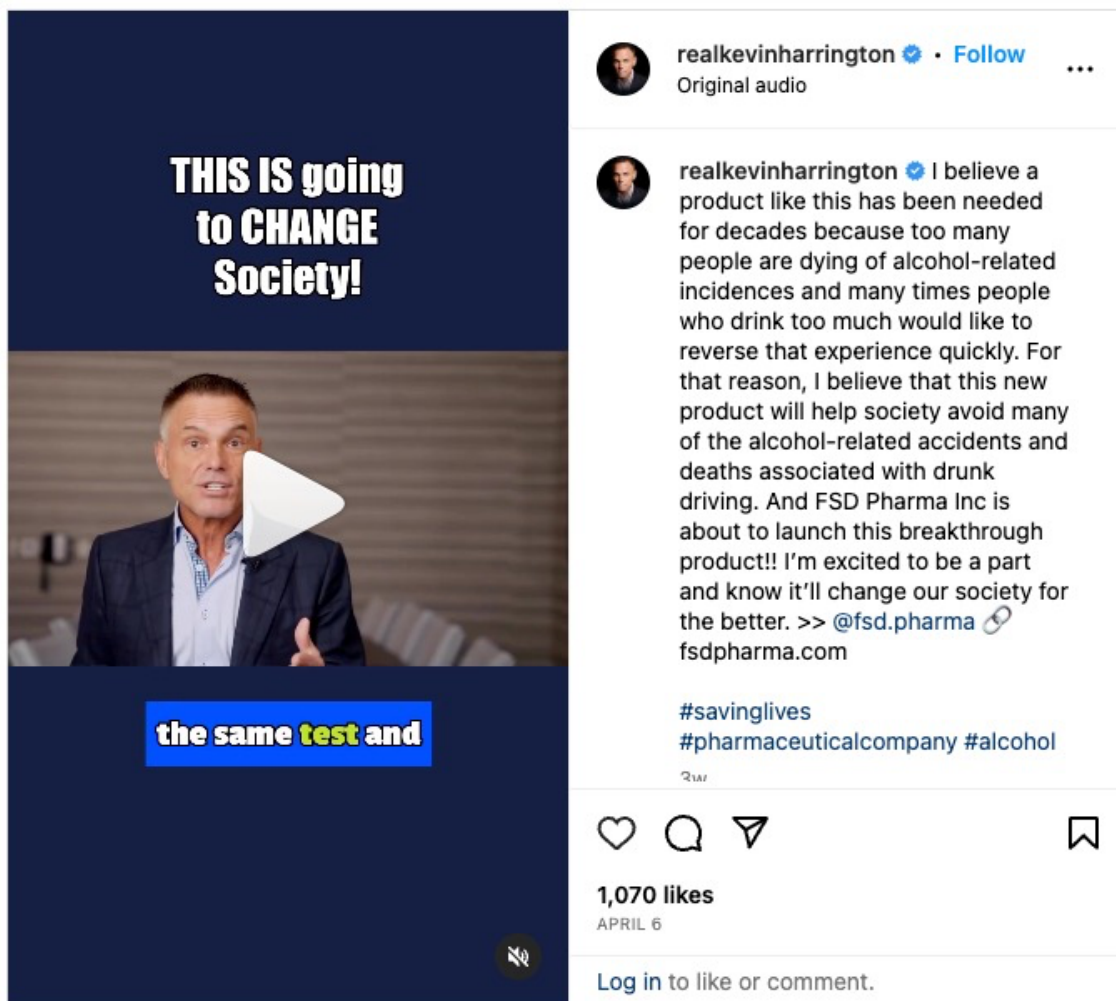 THIS IS going
to CHANGE
Society!
the same test and
realkevinharrington • Follow
Original audio
realkevinharrington I believe a
product like this has been needed
for decades because too many
people are dying of alcohol-related
incidences and many times people
who drink too much would like to
reverse that experience quickly. For
that reason, I believe that this new
product will help society avoid many
of the alcohol-related accidents and
deaths associated with drunk
driving. And FSD Pharma Inc is
about to launch this breakthrough
product!! I’m excited to be a part
and know it’ll change our society for
the better. >> @fsd.pharma 🔗
fsdpharma.com
#savinglives
#pharmaceuticalcompany #alcohol
3w
1,070 likes
APRIL 6
Log in to like or comment.